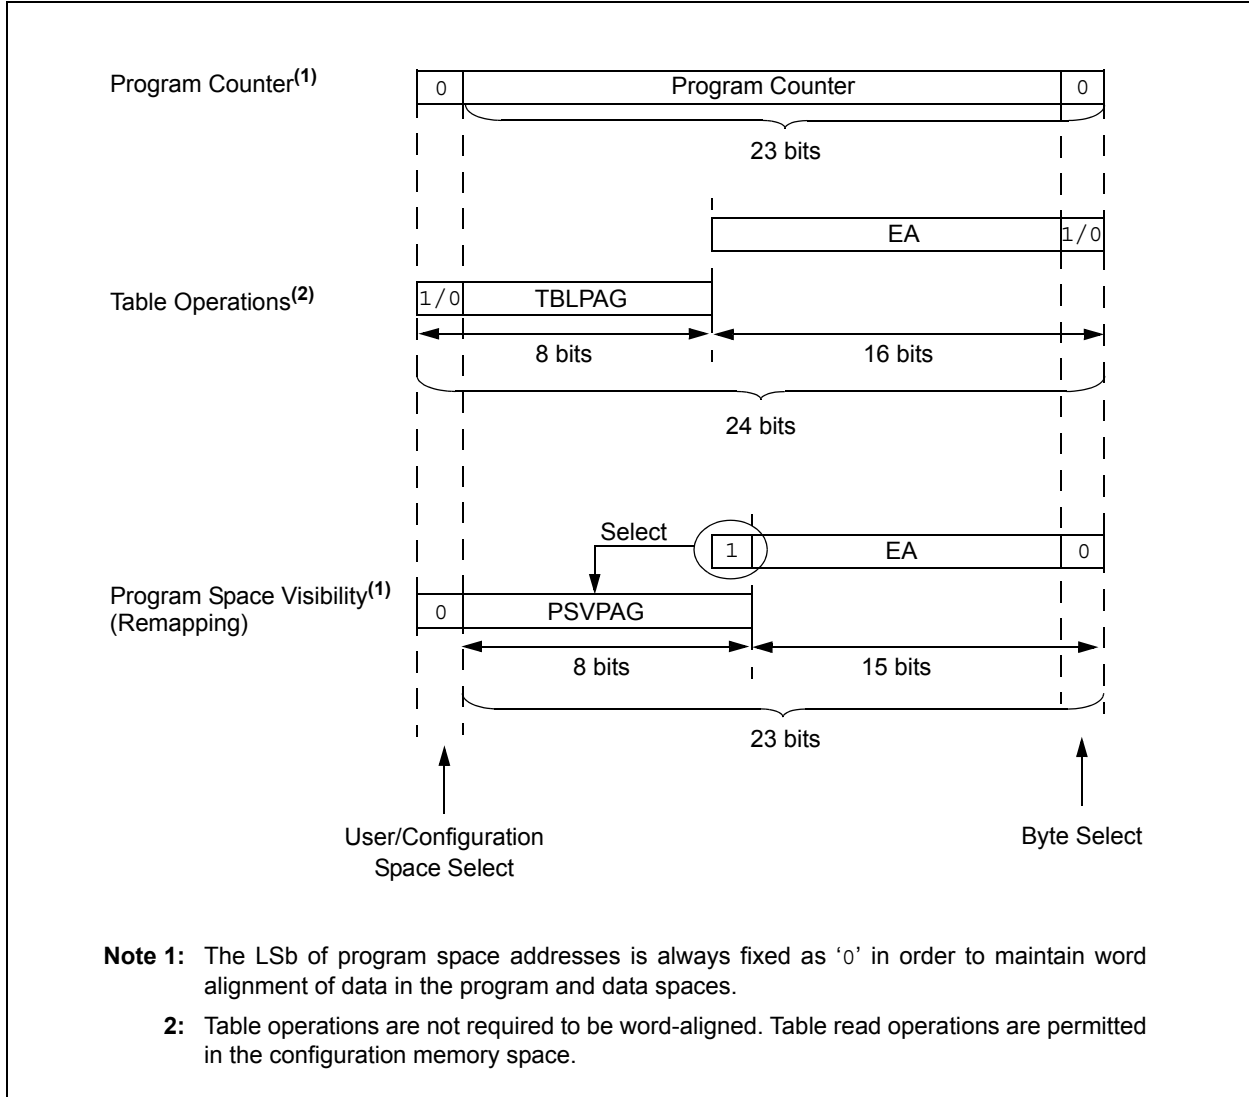 Program Counter(1)
0
Program Counter
0
23 bits
EA
1/0
Table Operations(2)
1/0
TBLPAG
8 bits
16 bits
24 bits
Select
1
EA
0
Program Space Visibility(1)
(Remapping)
0
PSVPAG
8 bits
15 bits
23 bits
User/Configuration
Space Select
Byte Select
Note 1: The LSb of program space addresses is always fixed as ‘0’ in order to maintain word
alignment of data in the program and data spaces.
2: Table operations are not required to be word-aligned. Table read operations are permitted
in the configuration memory space.